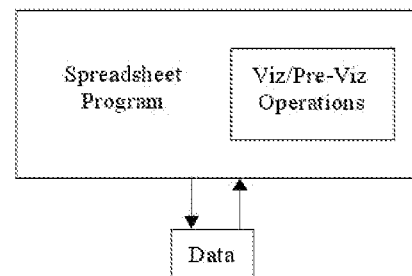 Spreadsheet
Program
Viz/Pre-Viz
Operations
Data